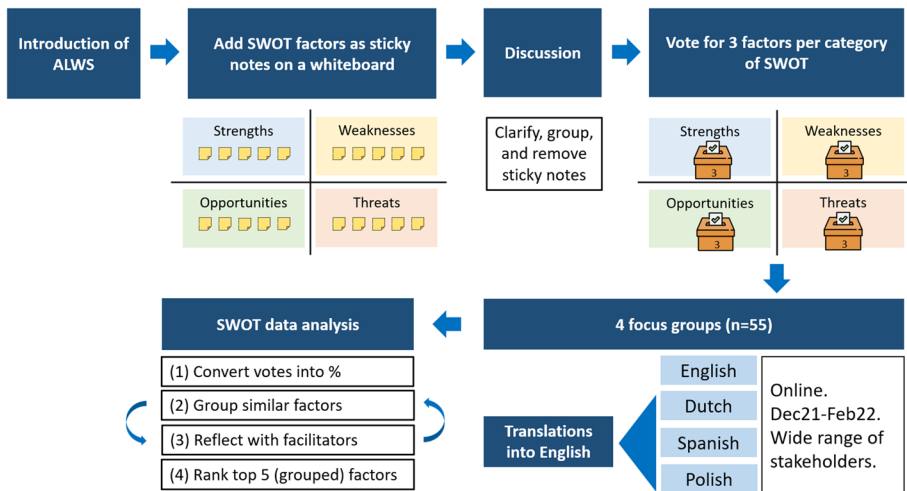 Introduction of
ALWS
Add SWOT factors as sticky
notes on a whiteboard
Discussion
Vote for 3 factors per category
of SWOT
Strengths
Weaknesses
Opportunities
Threats
Clarify, group,
and remove
sticky notes
Strengths
3
Weaknesses
3
Opportunities
3
Threats
3
SWOT data analysis
(1) Convert votes into %
(2) Group similar factors
(3) Reflect with facilitators
(4) Rank top 5 (grouped) factors
4 focus groups (n=55)
Translations
into English
English
Dutch
Spanish
Polish
Online.
Dec21-Feb22.
Wide range of
stakeholders.